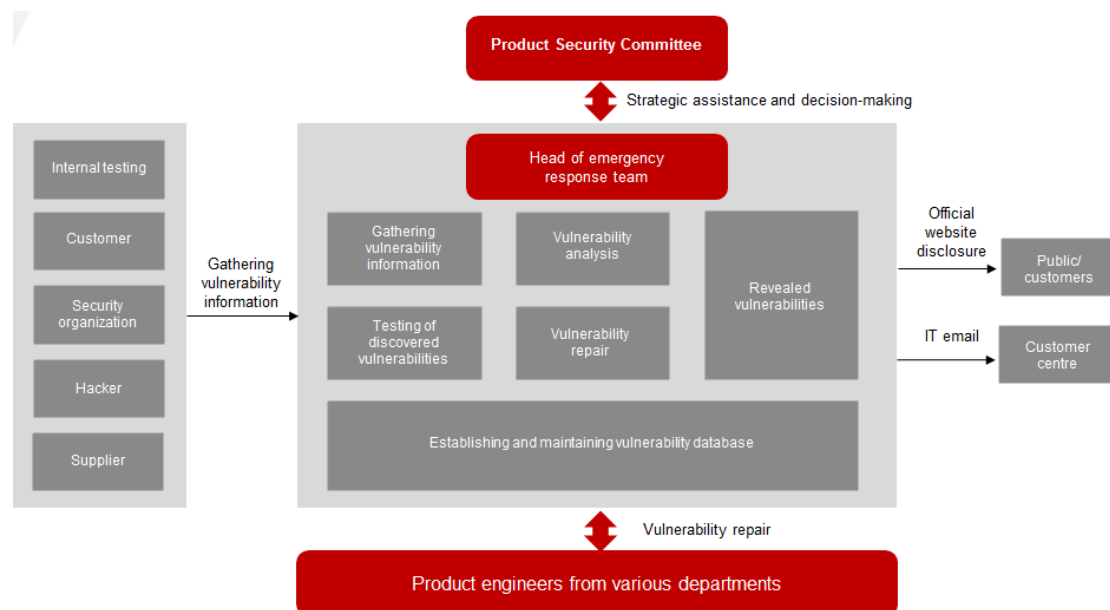 Product Security Committee
Strategic assistance and decision-making
Internal testing
Customer
Security
organization
Hacker
Supplier
Gathering
vulnerability
information
Head of emergency
response team
Gathering
vulnerability
information
Vulnerability
analysis
Testing of
discovered
vulnerabilities
Vulnerability
repair
Revealed
vulnerabilities
Establishing and maintaining vulnerability database
Official
website
disclosure
Public/
customers
IT email
Customer
centre
Vulnerability repair
Product engineers from various departments